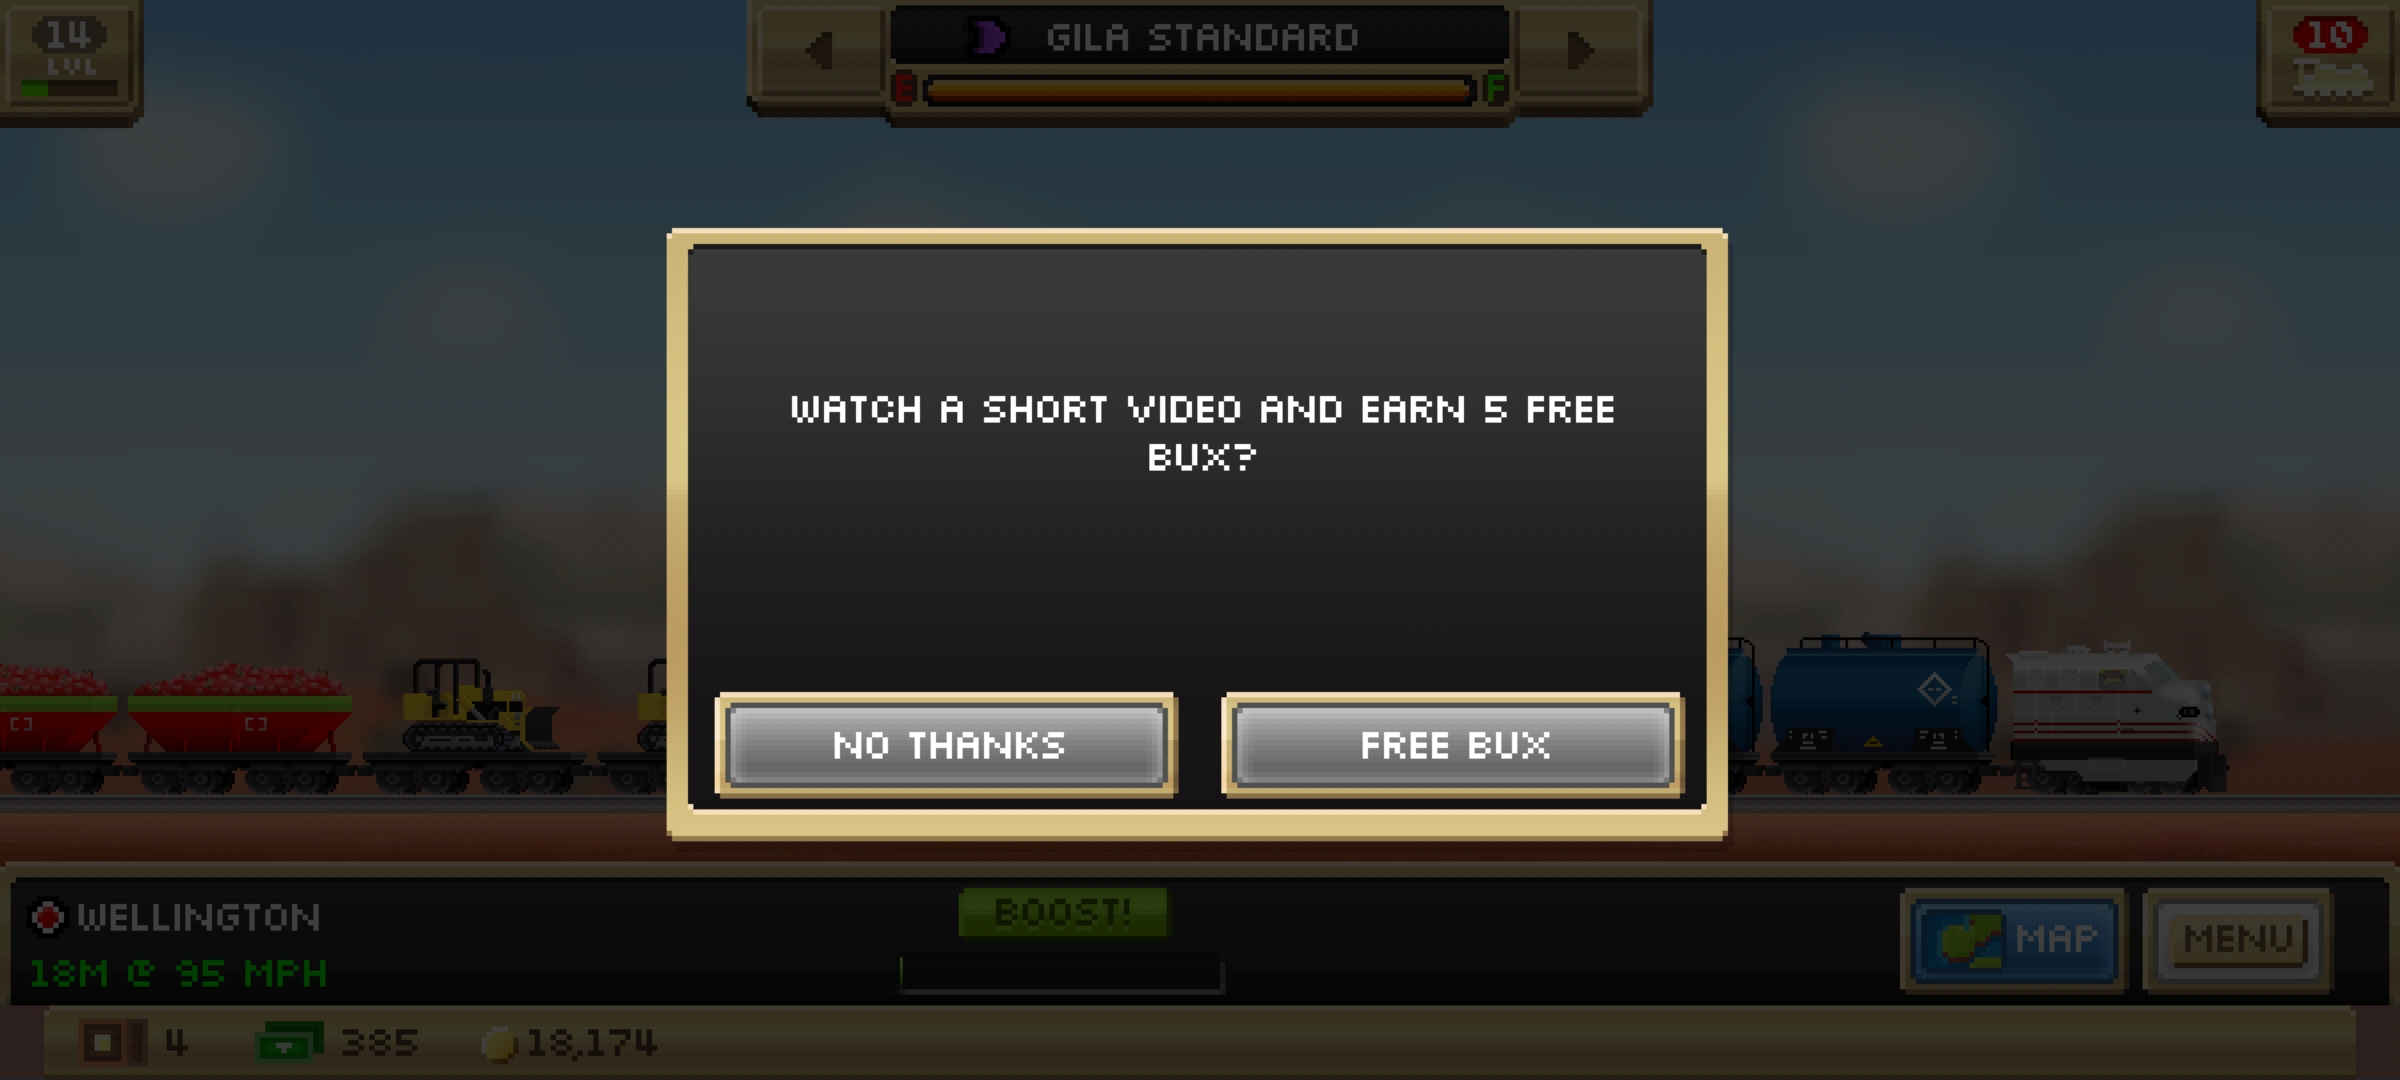 14
LVL
GILA STANDARD
E
F
10
WATCH A SHORT VIDEO AND EARN 5 FREE
BUX?
NO THANKS
FREE BUX
WELLINGTON
18M @ 95 MPH
BOOST!
MAP
MENU
4
385
18,174